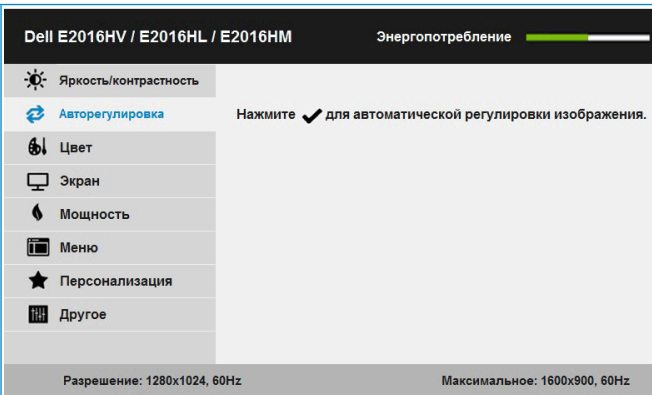 Dell E2016HV / E2016HL / E2016HM
Энергопотребление
Яркость/контрастность
Авторегулировка
Нажмите для автоматической регулировки изображения.
Цвет
Экран
Мощность
Меню
Персонализация
Другое
Разрешение: 1280x1024, 60Hz
Максимальное: 1600x900, 60Hz